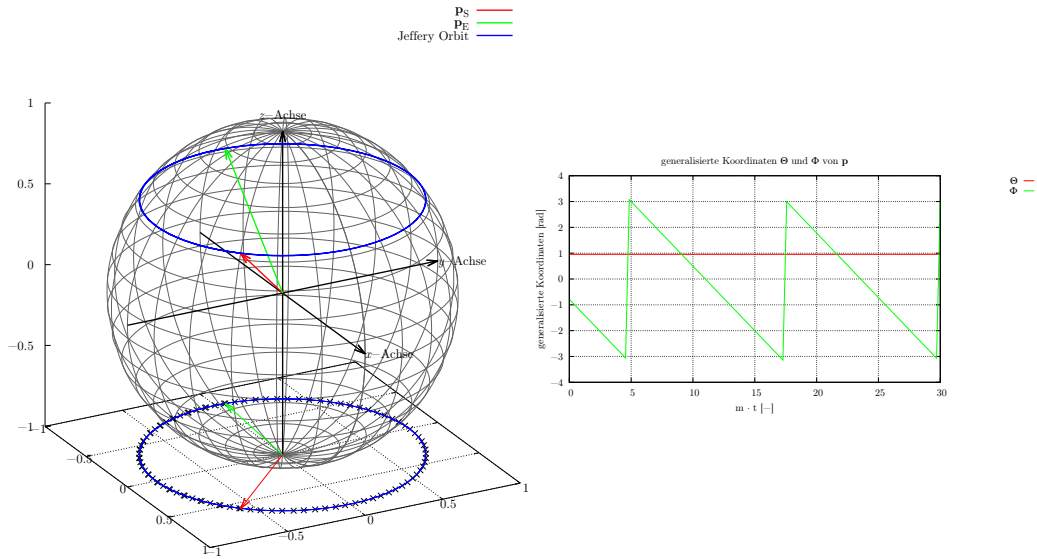 p_S
p_E
Jeffery Orbit
1
0.5
0
−0.5
−1
z−Achse
y−Achse
x−Achse
−1
−0.5
0
0.5
1
−1
−0.5
0
0.5
1
generalisierte Koordinaten Θ und Φ von p
Θ
Φ
generalisierte Koordinaten [rad]
4
3
2
1
0
−1
−2
−3
−4
0 5 10 15 20 25 30
m · t [−]